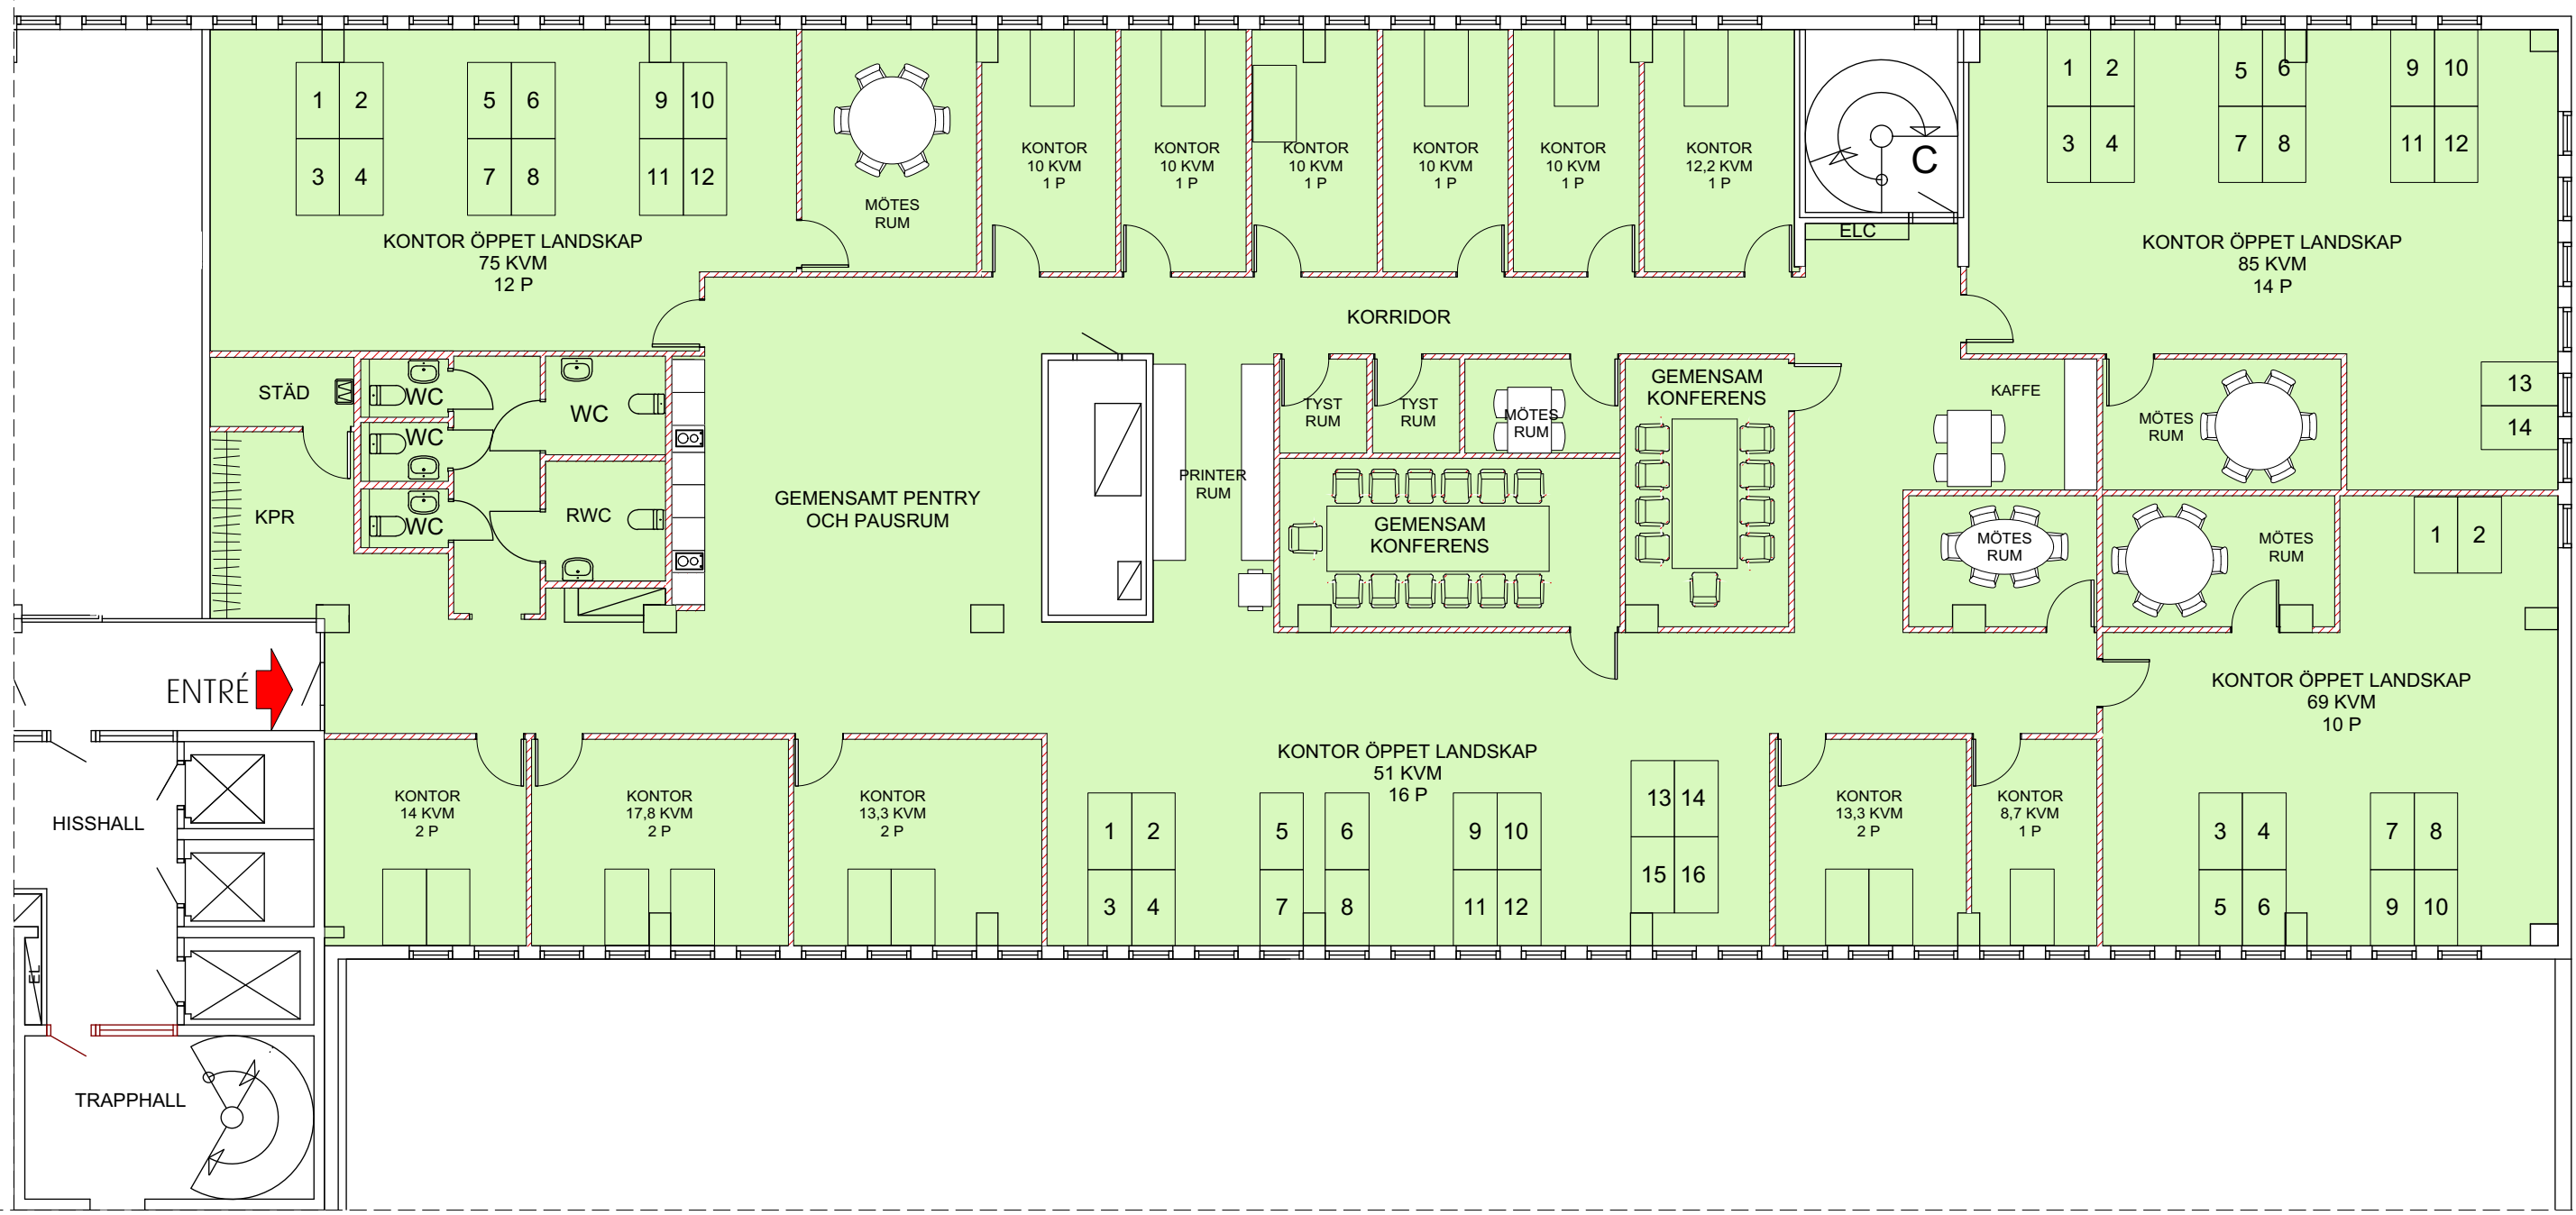 1 2
3 4
5 6
7 8
9 10
11 12
KONTOR ÖPPET LANDSKAP
75 KVM
12 P
MÖTES
RUM
KONTOR
10 KVM
1 P
KONTOR
10 KVM
1 P
KONTOR
10 KVM
1 P
KONTOR
10 KVM
1 P
KONTOR
10 KVM
1 P
KONTOR
12,2 KVM
1 P
C
ELC
1 2
3 4
5 6
7 8
9 10
11 12
KONTOR ÖPPET LANDSKAP
85 KVM
14 P
13
14
KORRIDOR
STÄD
WC
WC
WC
WC
RWC
KPR
GEMENSAMT PENTRY
OCH PAUSRUM
PRINTER
RUM
TYST
RUM
TYST
RUM
MÖTES
RUM
GEMENSAM
KONFERENS
GEMENSAM
KONFERENS
KAFFE
MÖTES
RUM
MÖTES
RUM
MÖTES
RUM
1 2
KONTOR ÖPPET LANDSKAP
69 KVM
10 P
3 4
5 6
7 8
9 10
ENTRÉ
HISSHALL
EL
TRAPPHALL
KONTOR
14 KVM
2 P
KONTOR
17,8 KVM
2 P
KONTOR
13,3 KVM
2 P
KONTOR ÖPPET LANDSKAP
51 KVM
16 P
1 2
3 4
5 6
7 8
9 10
11 12
13 14
15 16
KONTOR
13,3 KVM
2 P
KONTOR
8,7 KVM
1 P